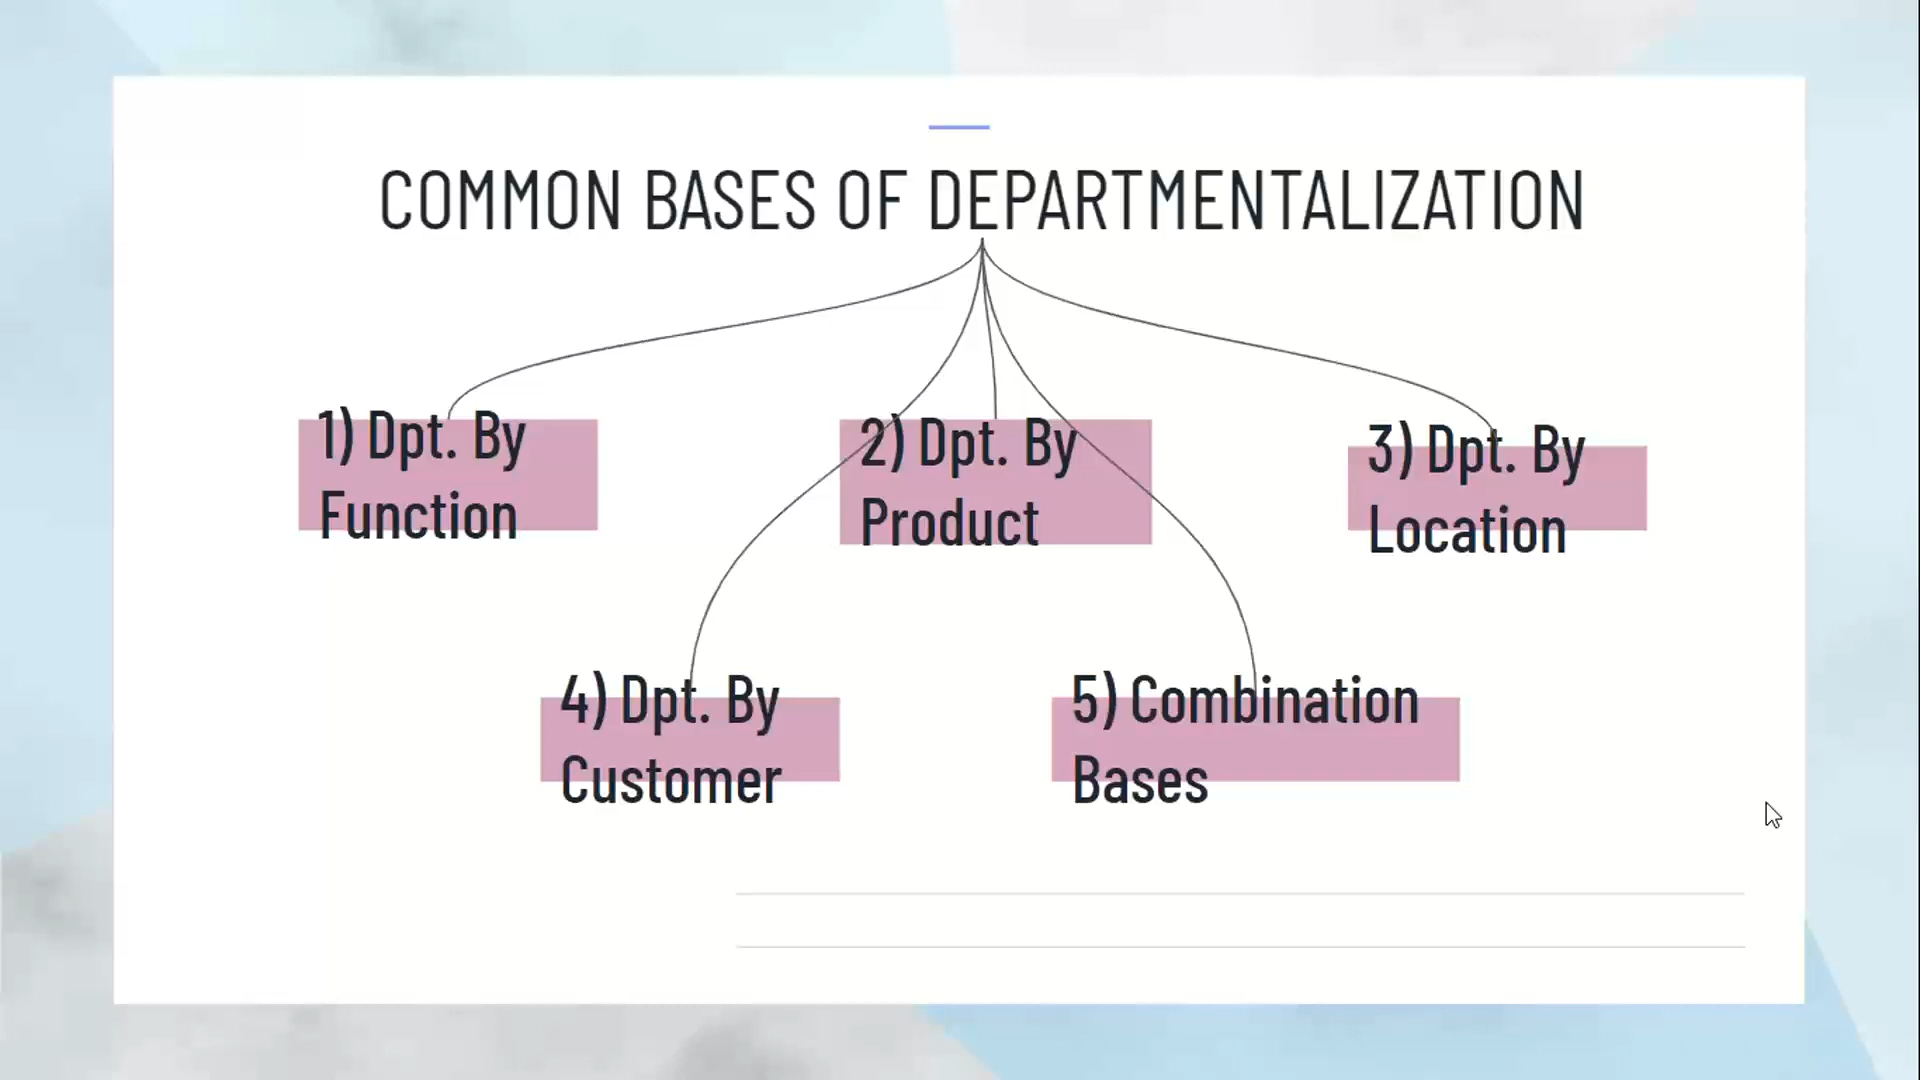 COMMON BASES OF DEPARTMENTALIZATION
1) Dpt. By
Function
2) Dpt. By
Product
3) Dpt. By
Location
4) Dpt. By
Customer
5) Combination
Bases